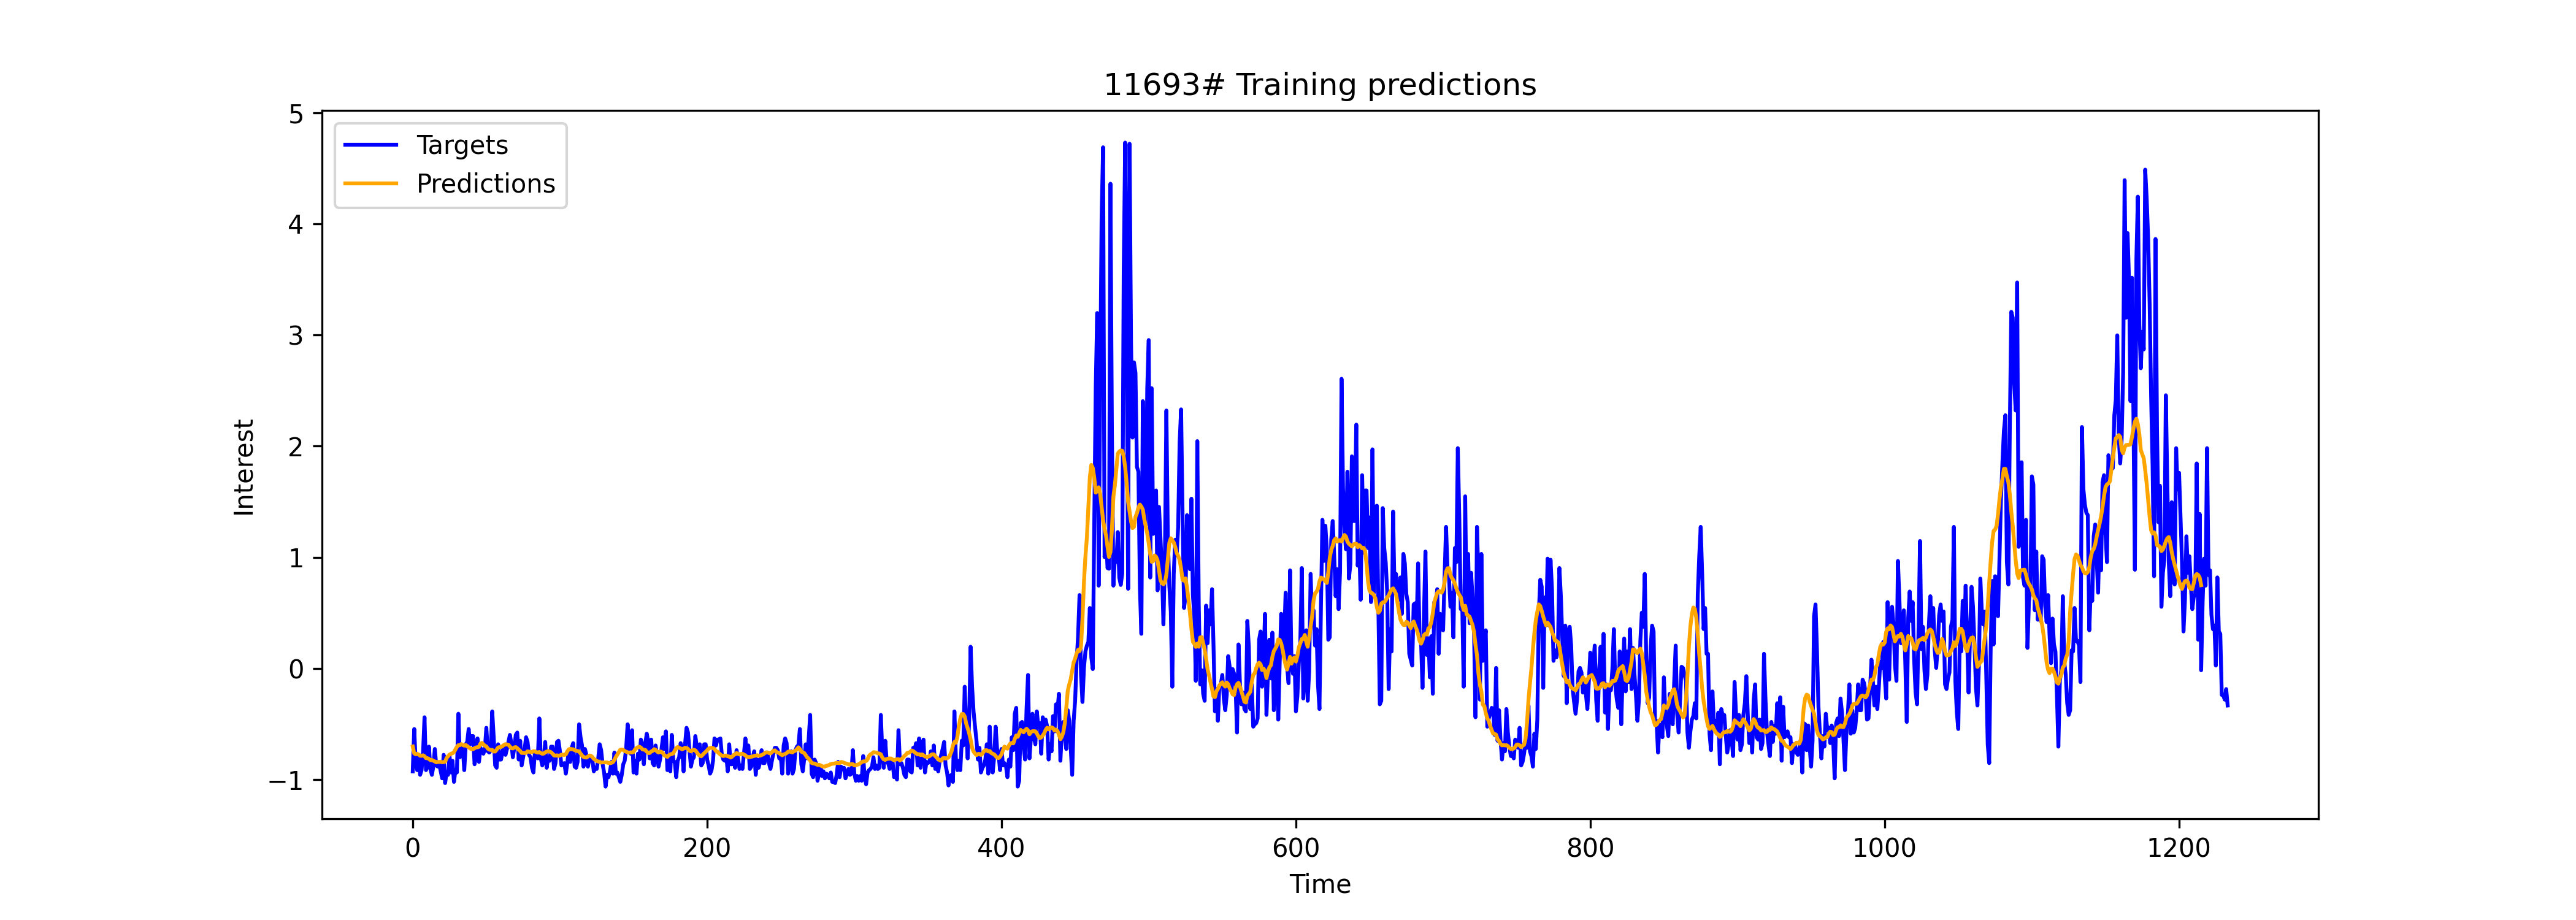 11693# Training predictions
5
Targets
Predictions
4
3
2
1
0
−1
Interest
0 200 400 600 800 1000 1200
Time